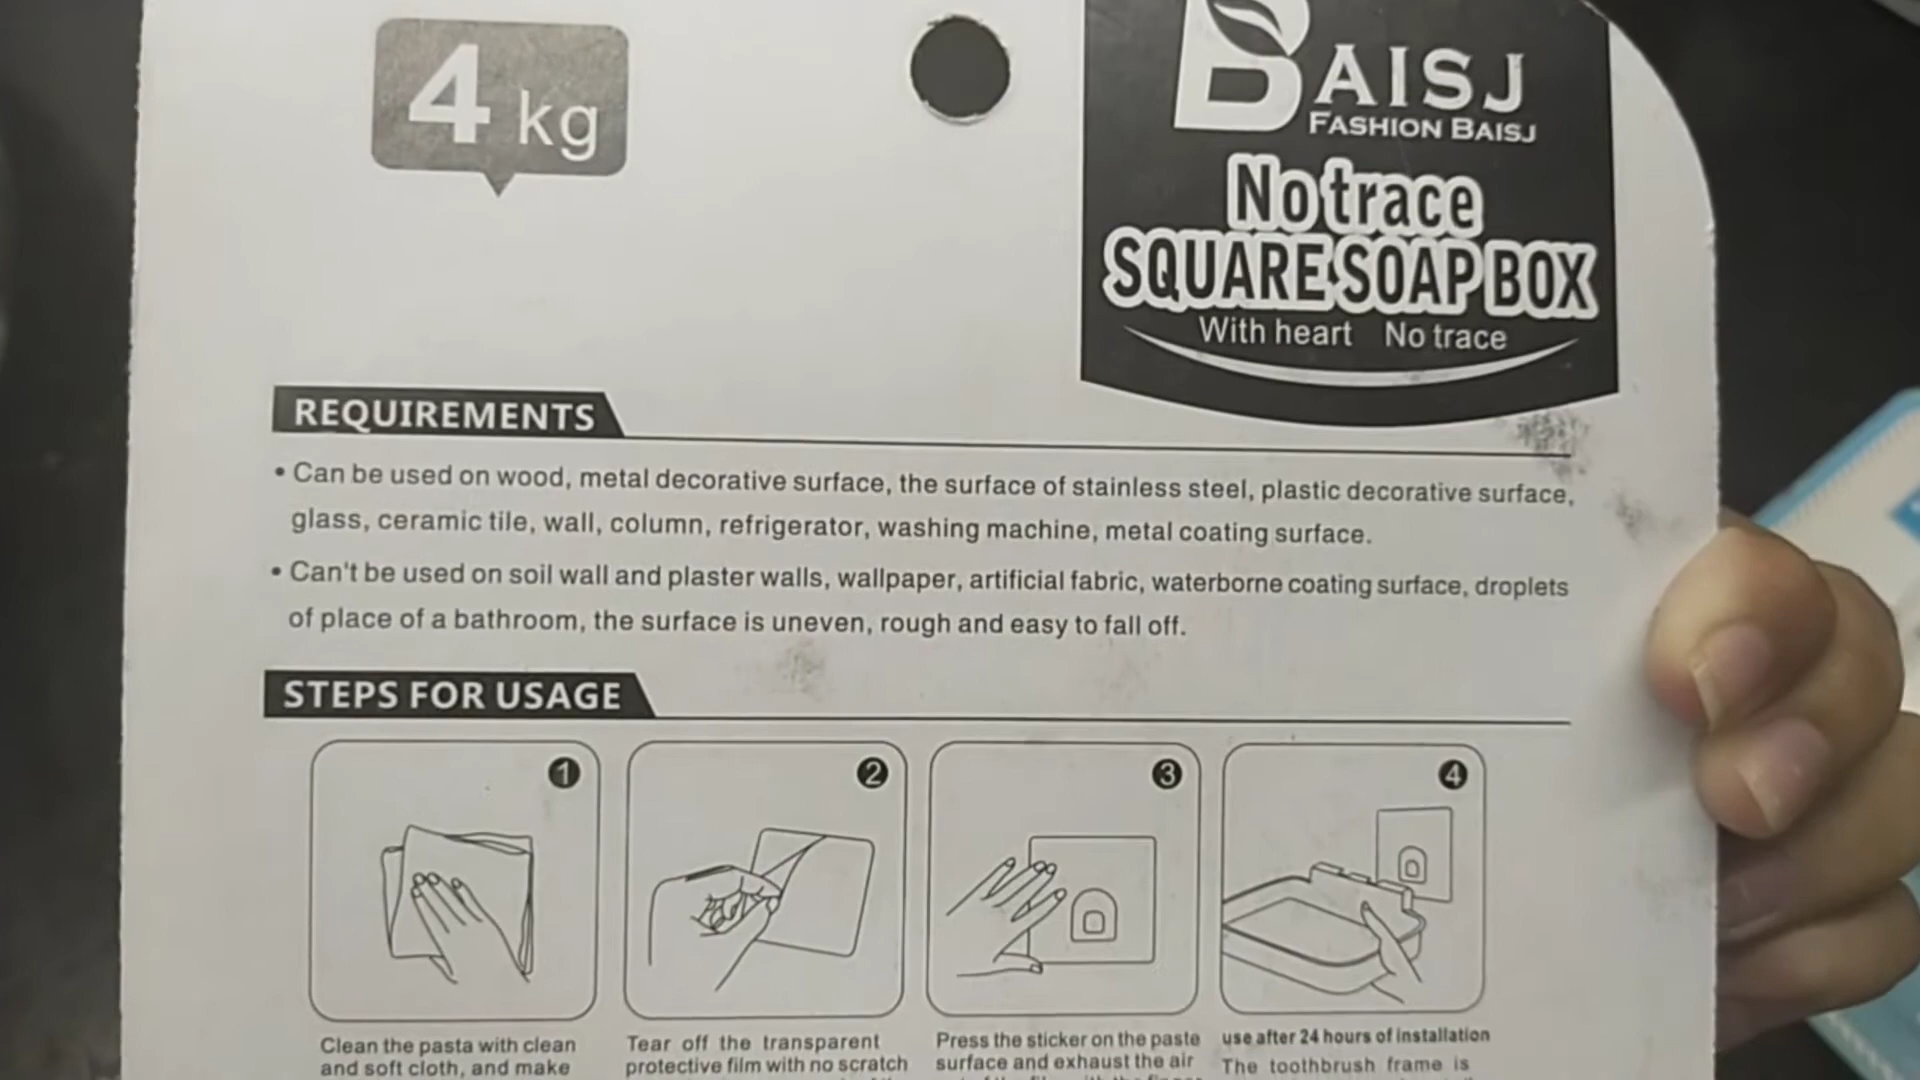 4 kg
BAISJ
FASHION BAISJ
No trace
SQUARE SOAP BOX
With heart No trace
REQUIREMENTS
• Can be used on wood, metal decorative surface, the surface of stainless steel, plastic decorative surface,
glass, ceramic tile, wall, column, refrigerator, washing machine, metal coating surface.
• Can't be used on soil wall and plaster walls, wallpaper, artificial fabric, waterborne coating surface, droplets
of place of a bathroom, the surface is uneven, rough and easy to fall off.
STEPS FOR USAGE
1
2
3
4
Clean the pasta with clean
and soft cloth, and make
Tear off the transparent
protective film with no scratch
Press the sticker on the paste
surface and exhaust the air
use after 24 hours of installation
The toothbrush frame is